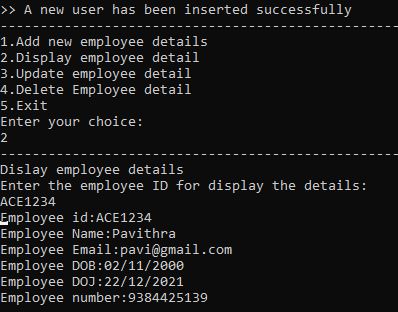 >> A new user has been inserted successfully
--------------------------------------------------
1.Add new employee details
2.Display employee detail
3.Update employee detail
4.Delete Employee detail
5.Exit
Enter your choice:
2
--------------------------------------------------
Dislay employee details
Enter the employee ID for display the details:
ACE1234
Employee id:ACE1234
Employee Name:Pavithra
Employee Email:pavi@gmail.com
Employee DOB:02/11/2000
Employee DOJ:22/12/2021
Employee number:9384425139